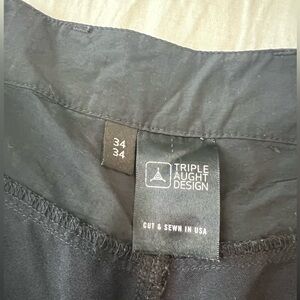 34
34
TRIPLE
AUGHT
DESIGN
CUT & SEWN IN USA